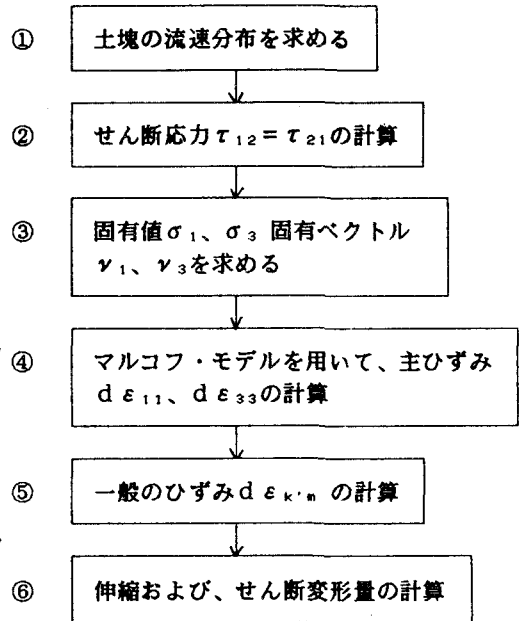 ① 土塊の流速分布を求める
② せん断応力τ₁₂＝τ₂₁の計算
③ 固有値σ₁、σ₃ 固有ベクトル
ν₁、ν₃を求める
④ マルコフ・モデルを用いて、主ひずみ
dε₁₁、dε₃₃の計算
⑤ 一般のひずみdεₖ'ₘ の計算
⑥ 伸縮および、せん断変形量の計算